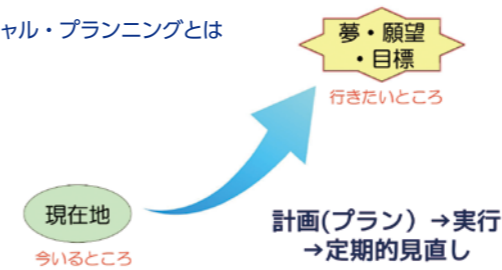 ャル・プランニングとは
夢・願望
・目標
行きたいところ
現在地
今いるところ
計画(プラン）→実行
→定期的見直し